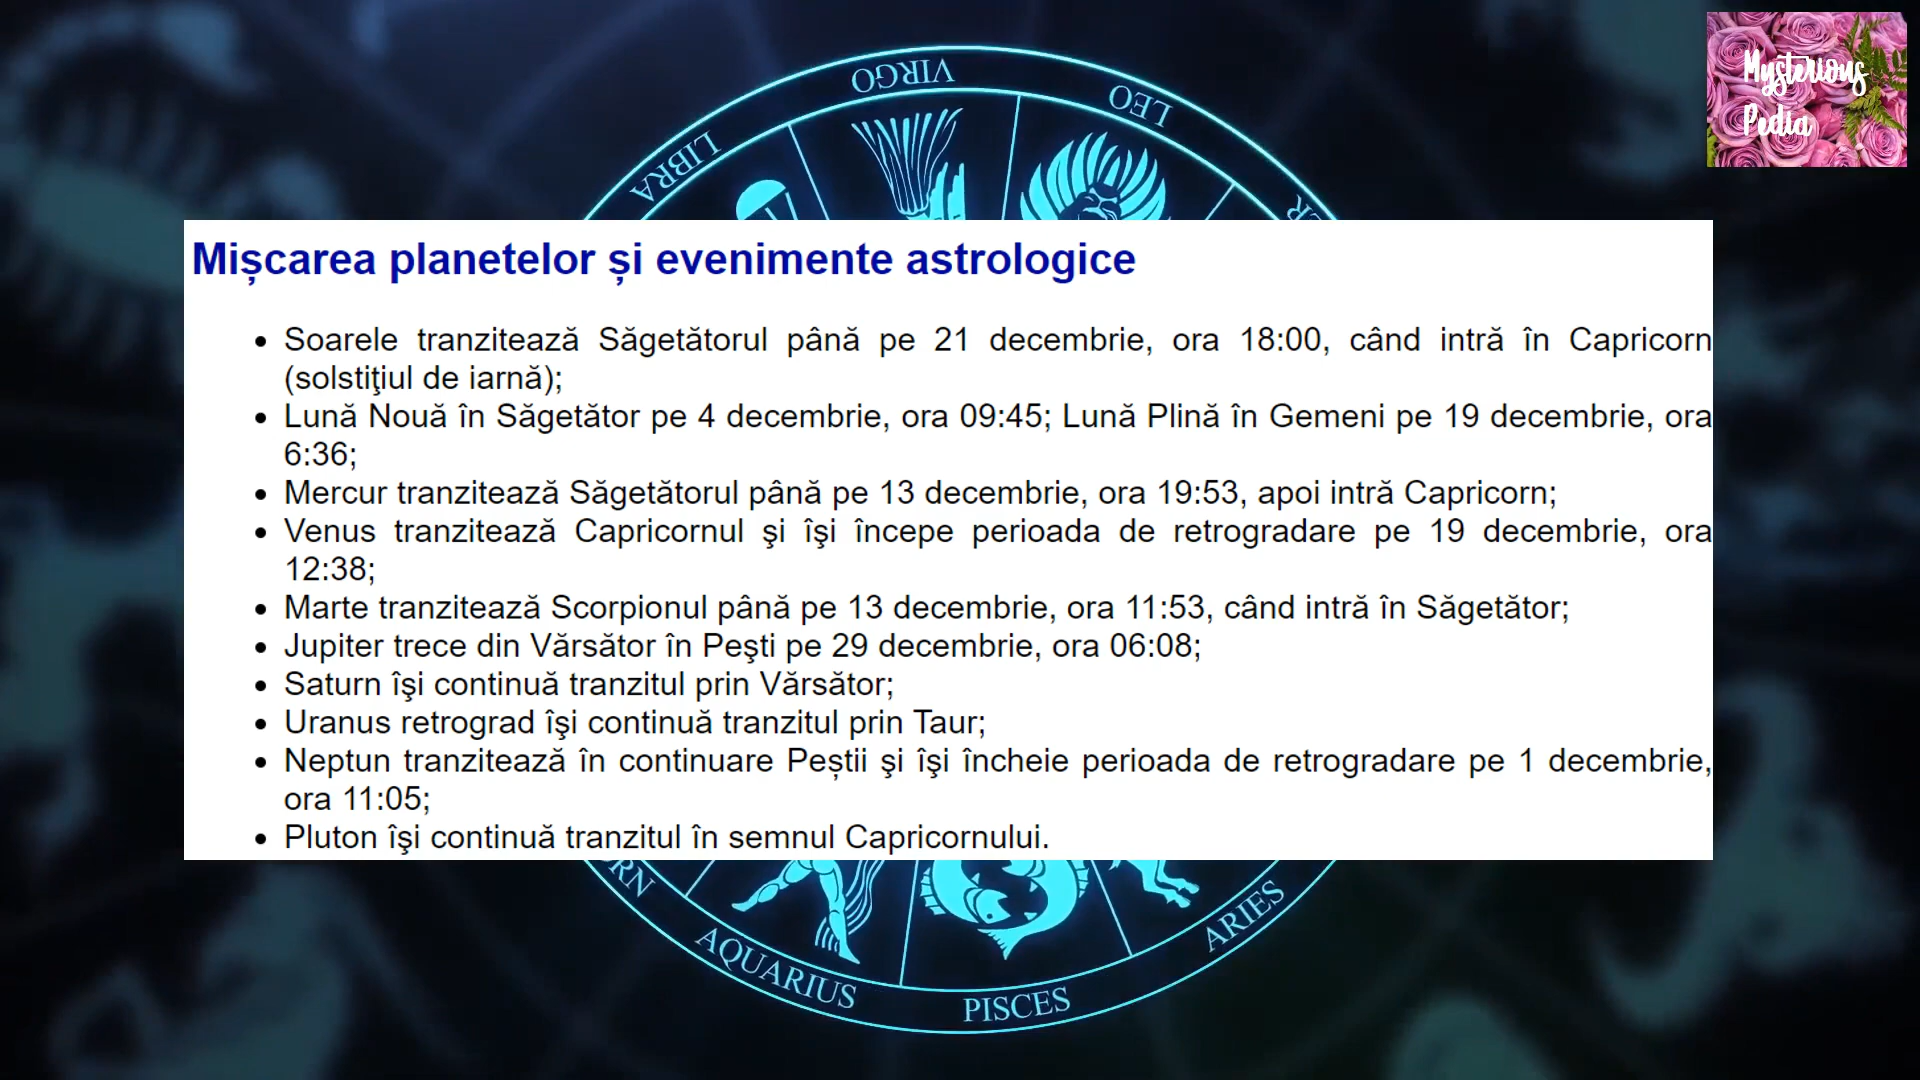 VIRGO
LEO
LIBRA
ER
Mysterious
Pedia
Mișcarea planetelor și evenimente astrologice
Soarele tranzitează Săgetătorul până pe 21 decembrie, ora 18:00, când intră în Capricorn
(solstiţiul de iarnă);
Lună Nouă în Săgetător pe 4 decembrie, ora 09:45; Lună Plină în Gemeni pe 19 decembrie, ora
6:36;
Mercur tranzitează Săgetătorul până pe 13 decembrie, ora 19:53, apoi intră Capricorn;
Venus tranzitează Capricornul şi îşi începe perioada de retrogradare pe 19 decembrie, ora
12:38;
Marte tranzitează Scorpionul până pe 13 decembrie, ora 11:53, când intră în Săgetător;
Jupiter trece din Vărsător în Peşti pe 29 decembrie, ora 06:08;
Saturn îşi continuă tranzitul prin Vărsător;
Uranus retrograd îşi continuă tranzitul prin Taur;
Neptun tranzitează în continuare Peștii şi îşi încheie perioada de retrogradare pe 1 decembrie,
ora 11:05;
Pluton îşi continuă tranzitul în semnul Capricornului.
ORN
AQUARIUS
PISCES
ARIES